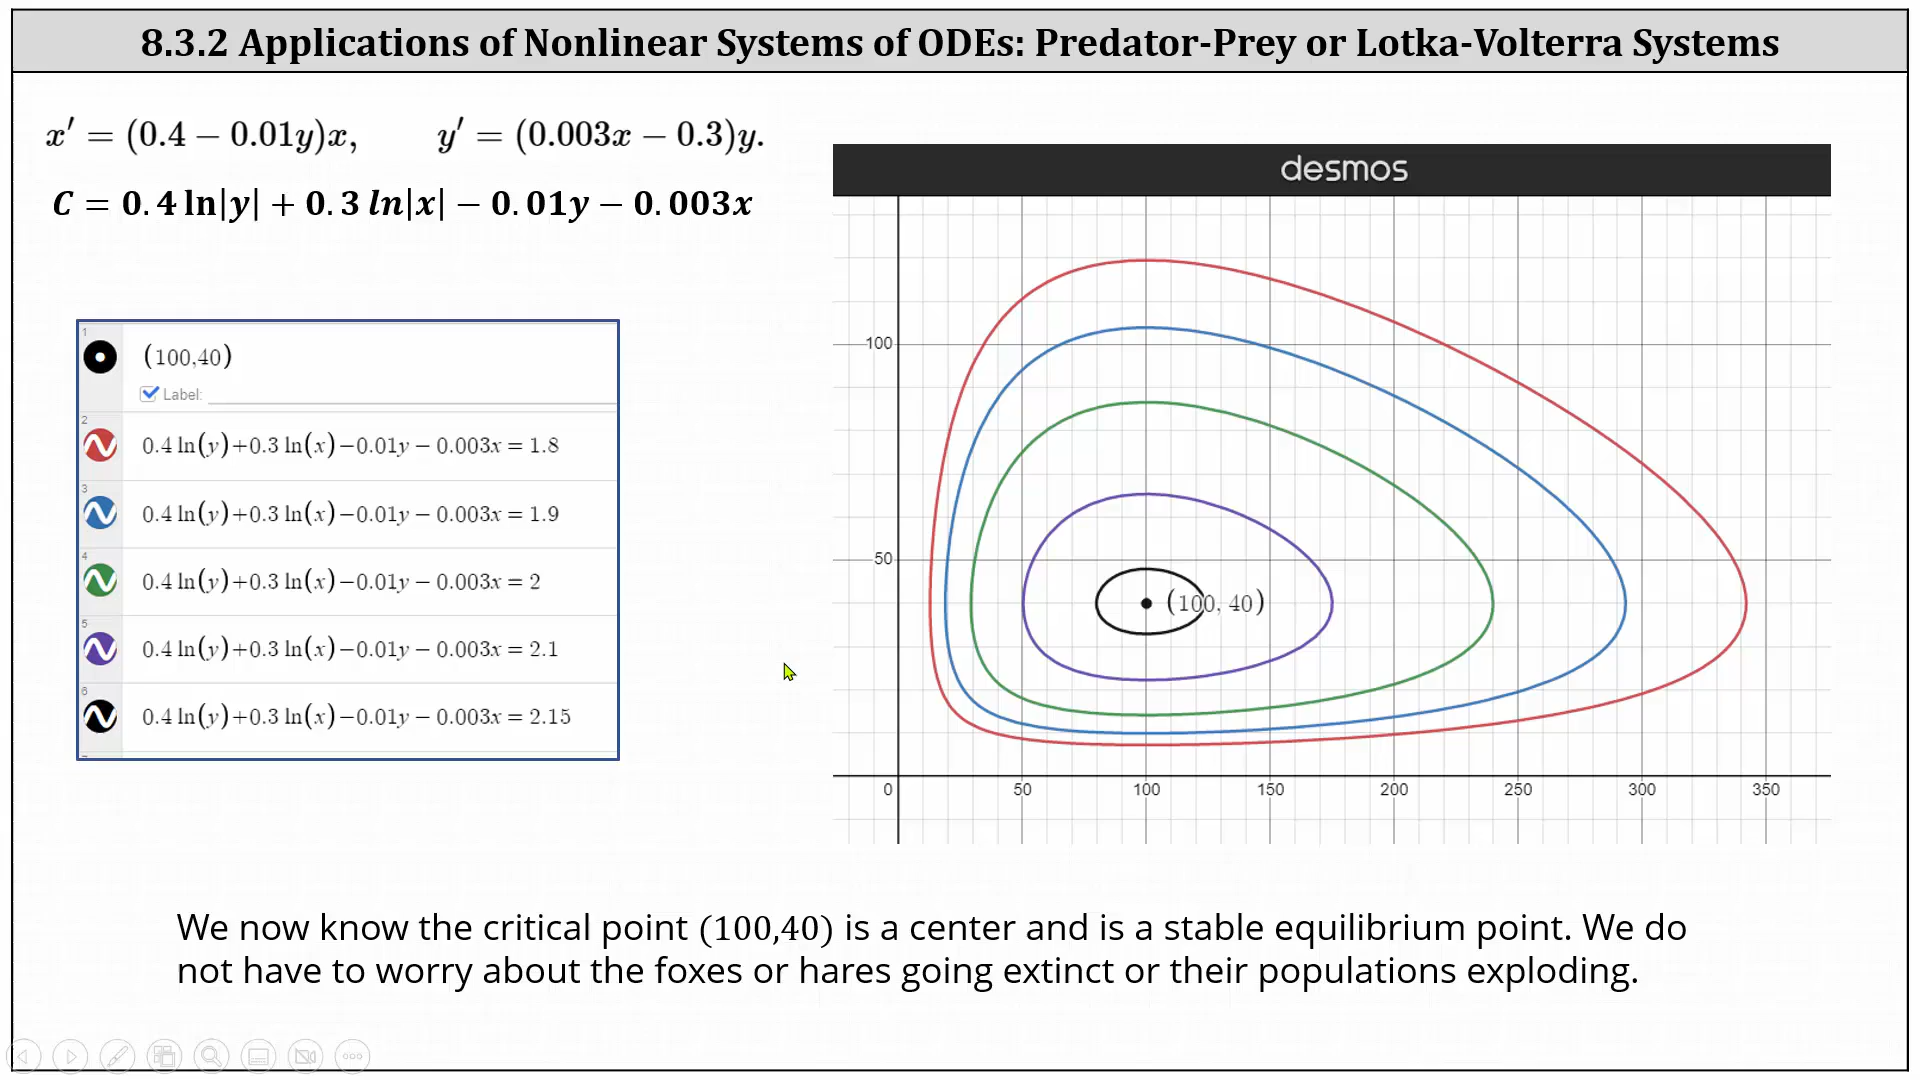 8.3.2 Applications of Nonlinear Systems of ODEs: Predator-Prey or Lotka-Volterra Systems
x′ = (0.4 − 0.01y)x, y′ = (0.003x − 0.3)y.
C = 0.4 ln|y| + 0.3 ln|x| − 0.01y − 0.003x
1
(100,40)
Label:
2
0.4 ln(y)+0.3 ln(x)−0.01y − 0.003x = 1.8
3
0.4 ln(y)+0.3 ln(x)−0.01y − 0.003x = 1.9
4
0.4 ln(y)+0.3 ln(x)−0.01y − 0.003x = 2
5
0.4 ln(y)+0.3 ln(x)−0.01y − 0.003x = 2.1
6
0.4 ln(y)+0.3 ln(x)−0.01y − 0.003x = 2.15
desmos
100
50
(100, 40)
0 50 100 150 200 250 300 350
We now know the critical point (100,40) is a center and is a stable equilibrium point. We do
not have to worry about the foxes or hares going extinct or their populations exploding.